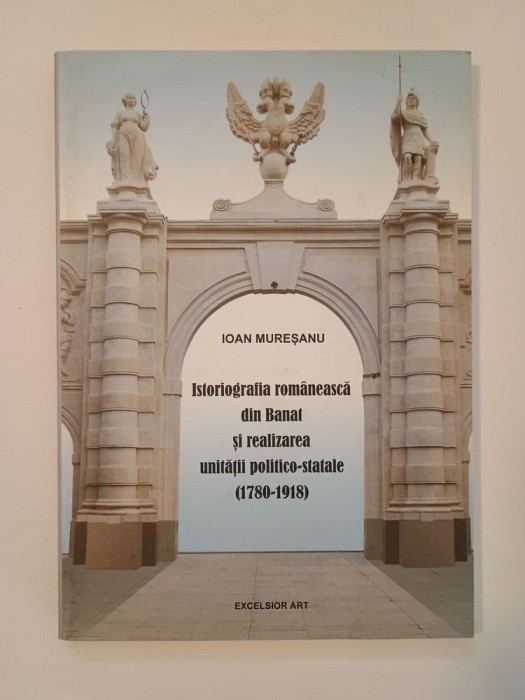 IOAN MUREȘANU
Istoriografia românească
din Banat
și realizarea
unității politico-statale
(1780-1918)
EXCELSIOR ART